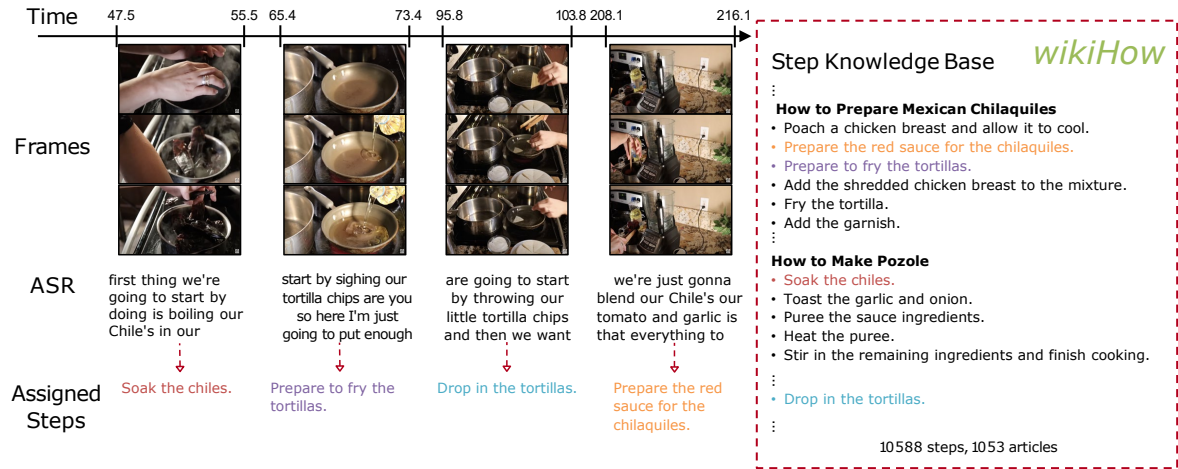 Time
47.5 55.5 65.4 73.4 95.8 103.8 208.1 216.1
Frames
ASR
first thing we're
going to start by
doing is boiling our
Chile's in our
start by sighing our
tortilla chips are you
so here I'm just
going to put enough
are going to start
by throwing our
little tortilla chips
and then we want
we're just gonna
blend our Chile's our
tomato and garlic is
that everything to
Assigned
Steps
Soak the chiles.
Prepare to fry the
tortillas.
Drop in the tortillas.
Prepare the red
sauce for the
chilaquiles.
wikiHow
Step Knowledge Base
⋮
How to Prepare Mexican Chilaquiles
• Poach a chicken breast and allow it to cool.
• Prepare the red sauce for the chilaquiles.
• Prepare to fry the tortillas.
• Add the shredded chicken breast to the mixture.
• Fry the tortilla.
• Add the garnish.
⋮
How to Make Pozole
• Soak the chiles.
• Toast the garlic and onion.
• Puree the sauce ingredients.
• Heat the puree.
• Stir in the remaining ingredients and finish cooking.
⋮
• Drop in the tortillas.
⋮
10588 steps, 1053 articles